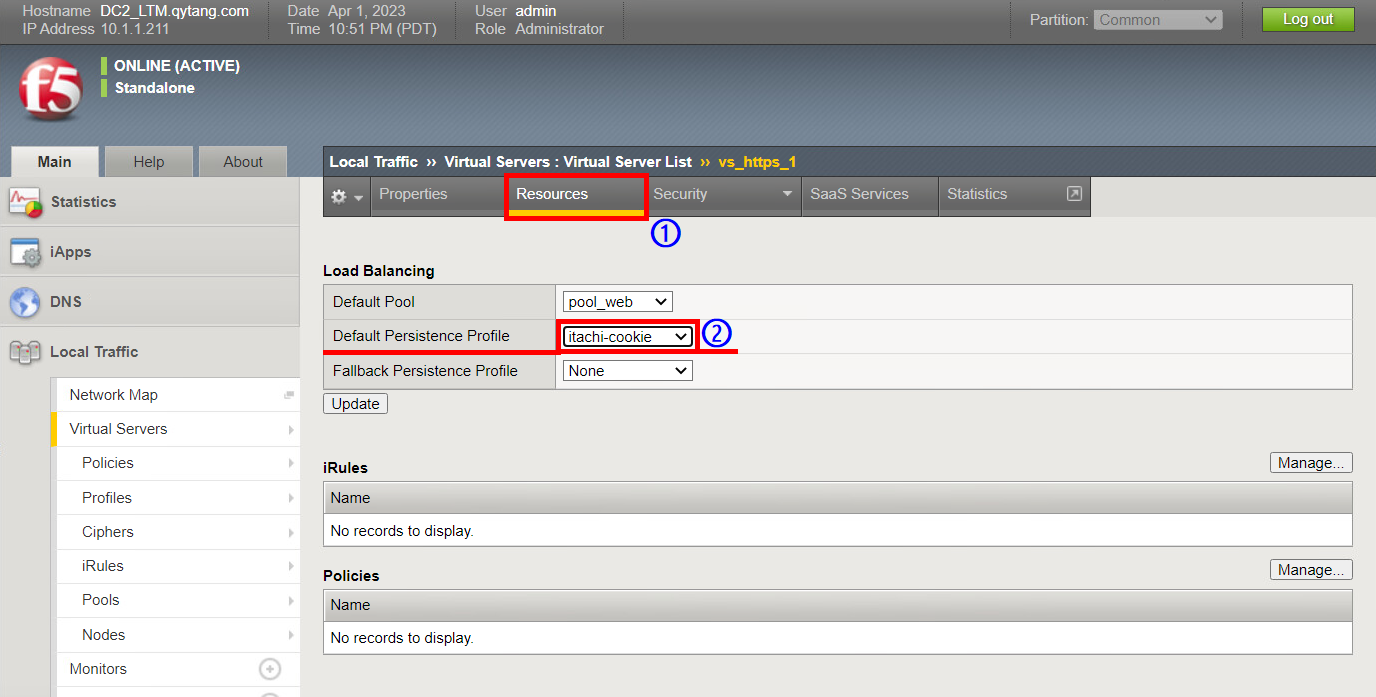 Hostname DC2_LTM.qytang.com Date Apr 1, 2023 User admin
IP Address 10.1.1.211 Time 10:51 PM (PDT) Role Administrator
Partition: Common Log out
f5
ONLINE (ACTIVE)
Standalone
Main Help About
Local Traffic ›› Virtual Servers : Virtual Server List ›› vs_https_1
Properties Resources Security SaaS Services Statistics
①
Statistics
iApps
DNS
Local Traffic
Network Map
Virtual Servers
Policies
Profiles
Ciphers
iRules
Pools
Nodes
Monitors
Load Balancing
Default Pool pool_web
Default Persistence Profile itachi-cookie ②
Fallback Persistence Profile None
Update
iRules Manage...
Name
No records to display.
Policies Manage...
Name
No records to display.